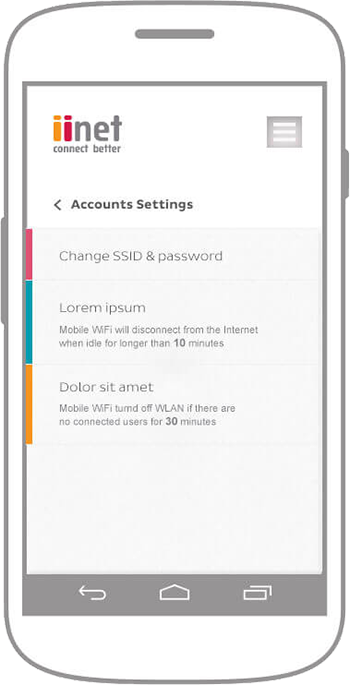 iinet
connect better
Accounts Settings
Change SSID & password
Lorem ipsum
Mobile WiFi will disconnect from the Internet
when idle for longer than 10 minutes
Dolor sit amet
Mobile WiFi turnd off WLAN if there are
no connected users for 30 minutes